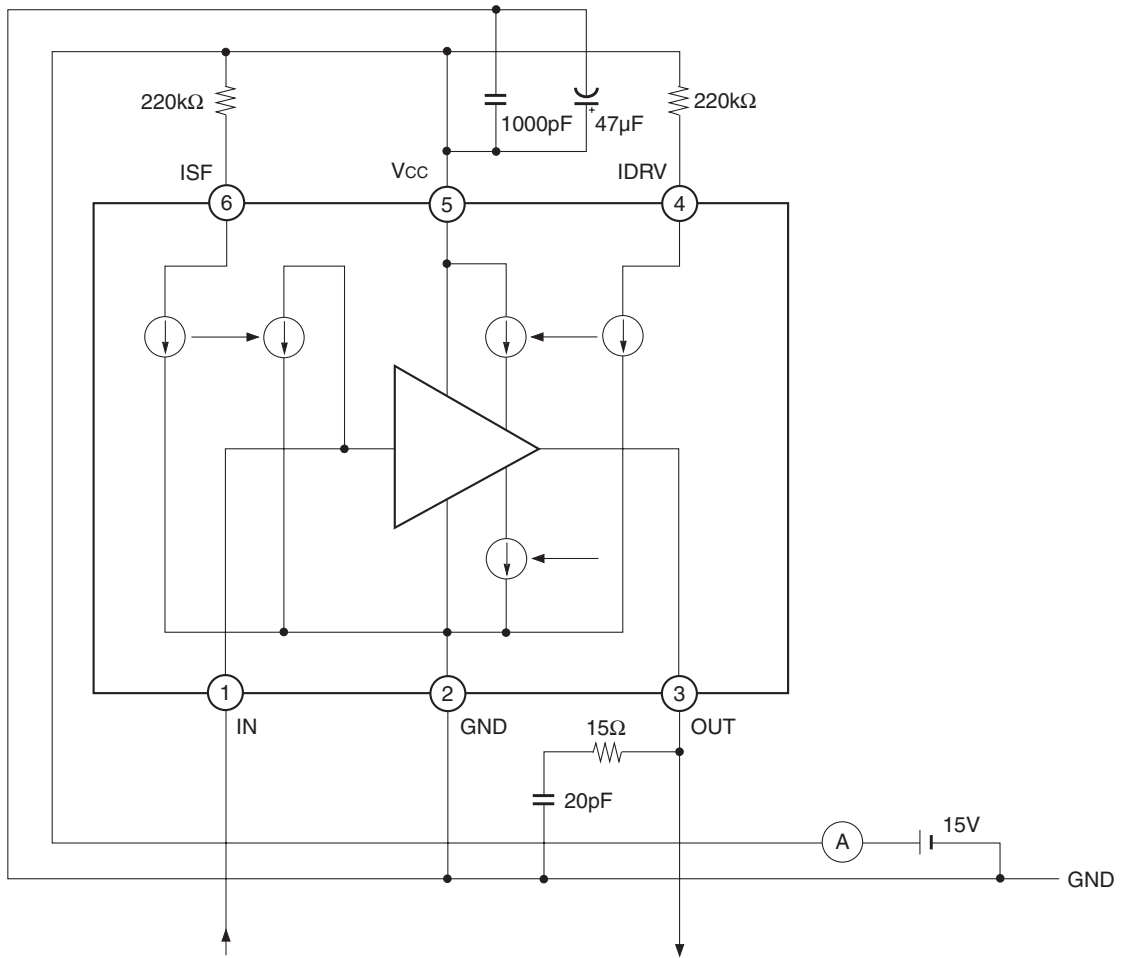 220kΩ
1000pF
+
47µF
220kΩ
ISF
VCC
IDRV
6
5
4
1
2
3
IN
GND
OUT
15Ω
20pF
A
15V
GND